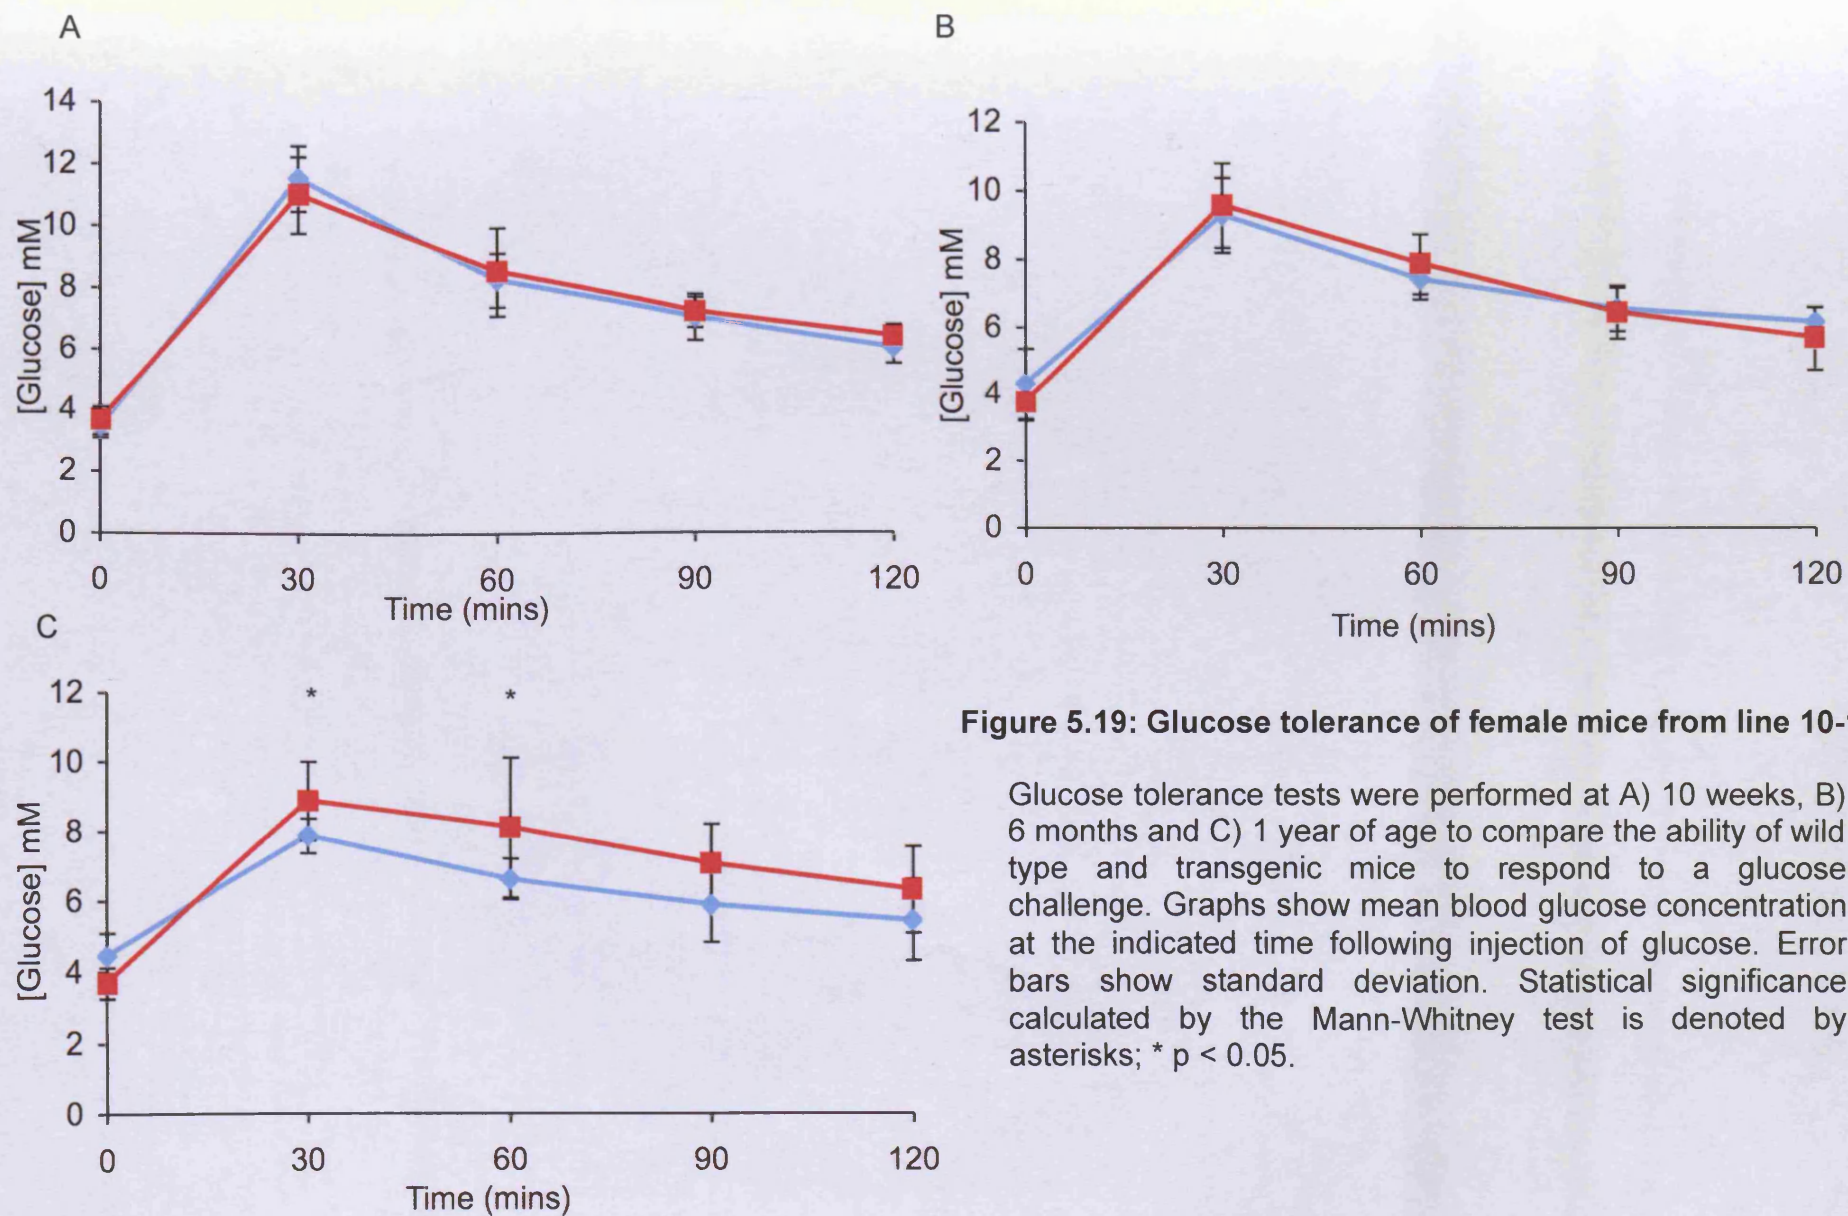 A
14
12
10
8
6
4
2
0
[Glucose] mM
0 30 60 90 120
Time (mins)
B
12
10
8
6
4
2
0
[Glucose] mM
0 30 60 90 120
Time (mins)
C
12
10
8
6
4
2
0
[Glucose] mM
* *
0 30 60 90 120
Time (mins)
Figure 5.19: Glucose tolerance of female mice from line
Glucose tolerance tests were performed at A) 10 weeks, B)
6 months and C) 1 year of age to compare the ability of wild
type and transgenic mice to respond to a glucose
challenge. Graphs show mean blood glucose concentration
at the indicated time following injection of glucose. Error
bars show standard deviation. Statistical significance
calculated by the Mann-Whitney test is denoted by
asterisks; * p < 0.05.